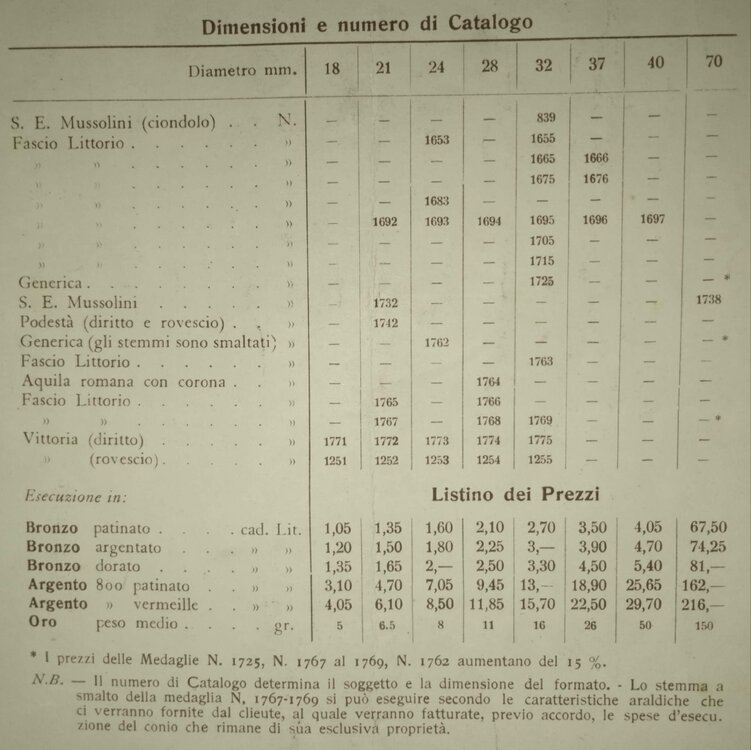 Dimensioni e numero di Catalogo
Diametro mm. 18 21 24 28 32 37 40 70
S. E. Mussolini (ciondolo) . . N. — — — — 839 — — —
Fascio Littorio . . . . . . » — — 1653 — 1655 — — —
» » . . . . . . » — — — — 1665 1666 — —
» » . . . . . . » — — — — 1675 1676 — —
» » . . . . . . » — — 1683 — — — — —
» » . . . . . . » — 1692 1693 1694 1695 1696 1697 —
» » . . . . . . » — — — — 1705 — — —
» » . . . . . . » — — — — 1715 — — —
Generica . . . . . . . . » — — — — 1725 — — — *
S. E. Mussolini . . . . . » — 1732 — — — — — 1738
Podestà (diritto e rovescio) . . » — 1742 — — — — — —
Generica (gli stemmi sono smaltati) » — — 1762 — — — — — *
Fascio Littorio . . . . . . » — — — — 1763 — — —
Aquila romana con corona . . » — — — 1764 — — — —
Fascio Littorio . . . . . . » — 1765 — 1766 — — — —
» » . . . . . . » — 1767 — 1768 1769 — — — *
Vittoria (diritto) . . . . . » 1771 1772 1773 1774 1775 — — —
» (rovescio) . . . . . » 1251 1252 1253 1254 1255 — — —
Esecuzione in: Listino dei Prezzi
Bronzo patinato . . . . cad. Lit. 1,05 1,35 1,60 2,10 2,70 3,50 4,05 67,50
Bronzo argentato . . . » » 1,20 1,50 1,80 2,25 3,— 3,90 4,70 74,25
Bronzo dorato . . . . » » 1,35 1,65 2,— 2,50 3,30 4,50 5,40 81,—
Argento 800 patinato . . » » 3,10 4,70 7,05 9,45 13,— 18,90 25,65 162,—
Argento » vermeille . . » » 4,05 6,10 8,50 11,85 15,70 22,50 29,70 216,—
Oro peso medio . . . . gr. 5 6.5 8 11 16 26 50 150
* I prezzi delle Medaglie N. 1725, N. 1767 al 1769, N. 1762 aumentano del 15 %.
N.B. — Il numero di Catalogo determina il soggetto e la dimensione del formato. - Lo stemma a
smalto della medaglia N, 1767-1769 si può eseguire secondo le caratteristiche araldiche che
ci verranno fornite dal clieute, al quale verranno fatturate, previo accordo, le spese d'esecu.
zione del conio che rimane di sua esclusiva proprietà.